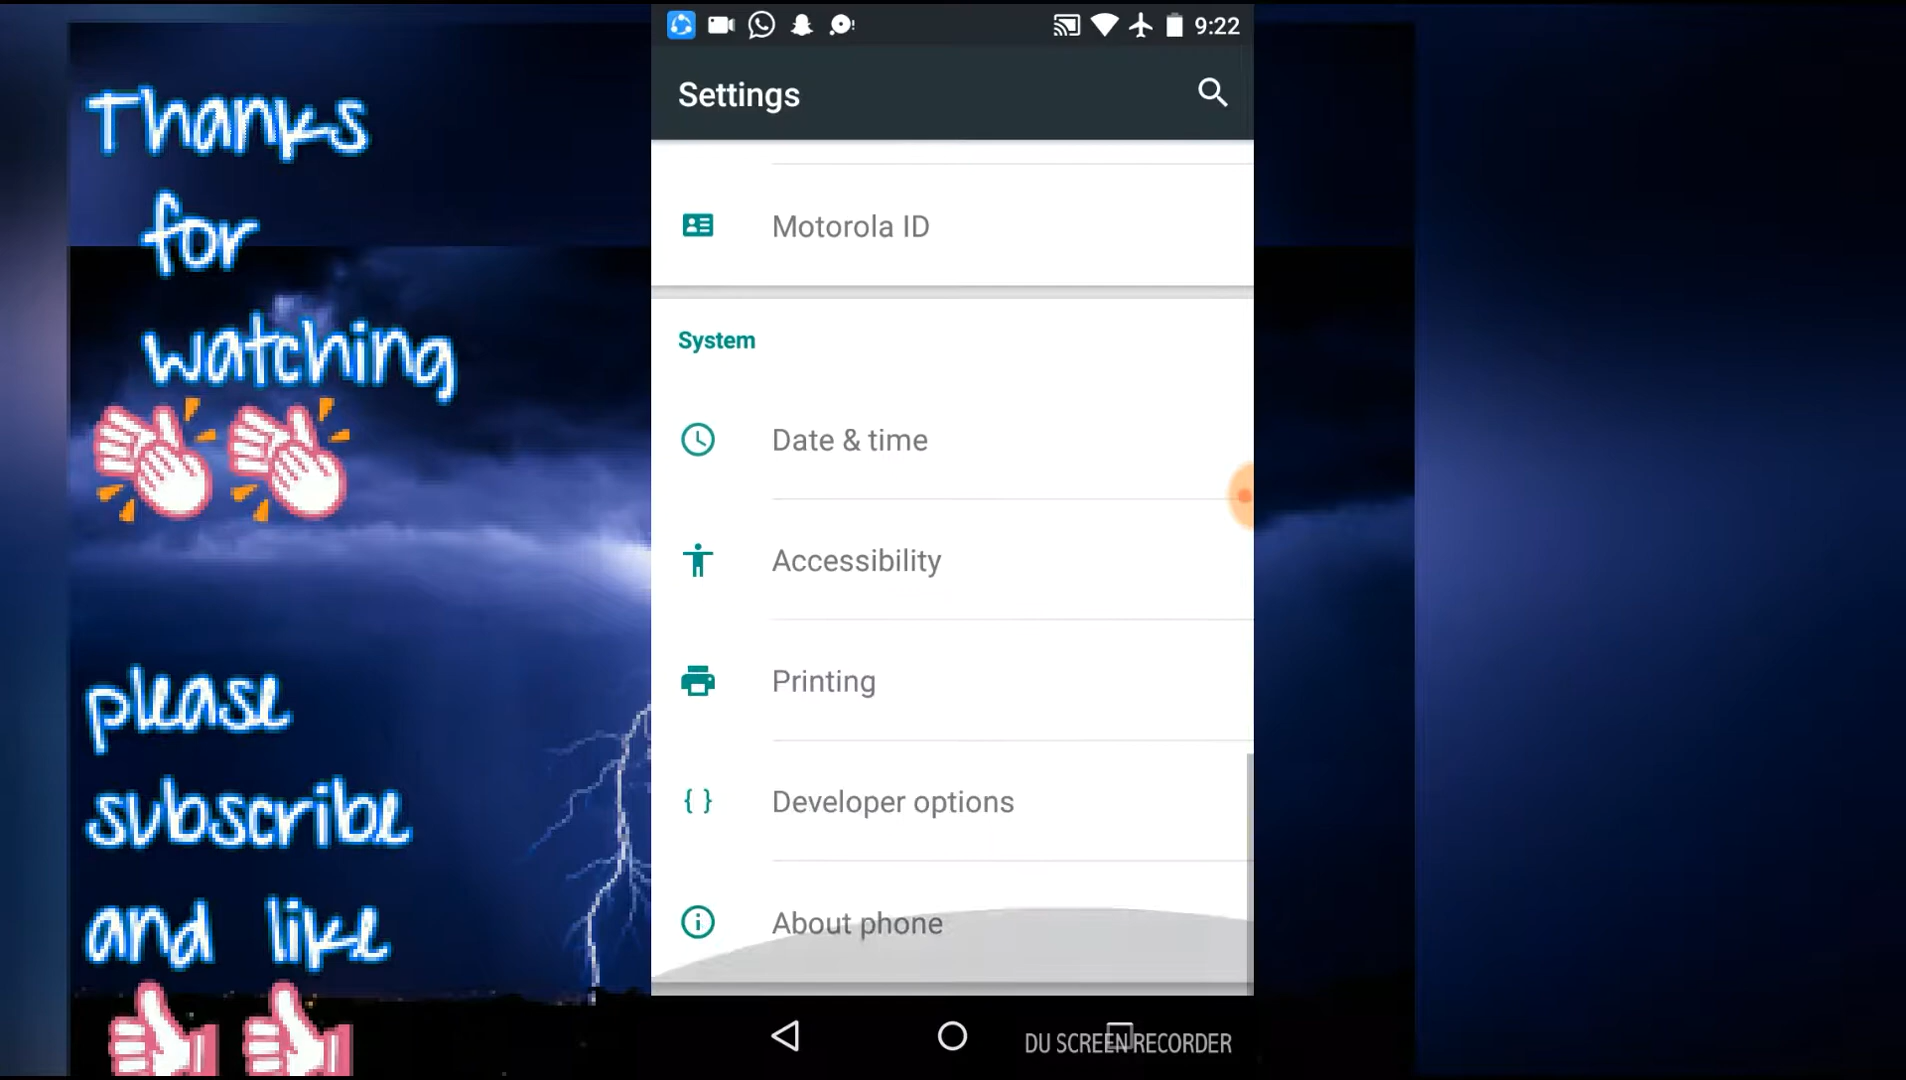 Thanks
for
watching
please
subscribe
and like
9:22
Settings
Motorola ID
System
Date & time
Accessibility
Printing
Developer options
About phone
DU SCREEN RECORDER